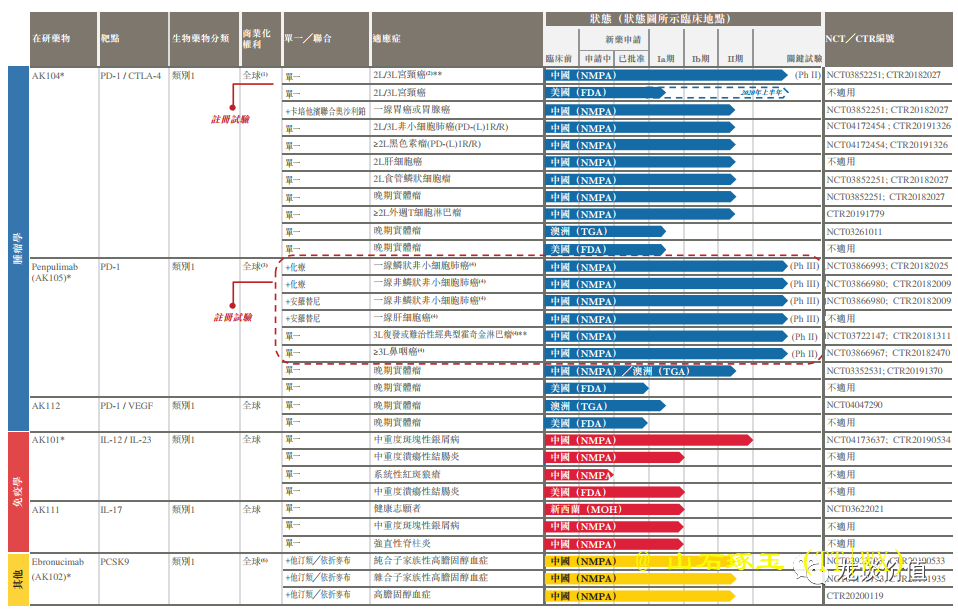 狀態（狀態圖所示臨床地點）
在研藥物 靶點 生物藥物分類 商業化權利 單一／聯合 適應症 新藥申請 NCT／CTR編號
臨床前 申請中 已批准 Ia期 Ib期 II期 關鍵試驗
腫瘤學
AK104* PD-1 / CTLA-4 類別1 全球(1) 單一 2L/3L宮頸癌(2)** 中國（NMPA） (Ph II) NCT03852251; CTR20182027
單一 2L/3L宮頸癌 美國（FDA） 2020年上半年 不適用
註冊試驗
+卡培他濱聯合奧沙利鉑 一線胃癌或胃腺癌 中國（NMPA） NCT03852251; CTR20182027
單一 2L/3L非小細胞肺癌(PD-(L)1R/R) 中國（NMPA） NCT04172454 ; CTR20191326
單一 ≥2L黑色素瘤(PD-(L)1R/R) 中國（NMPA） NCT04172454; CTR20191326
單一 2L肝細胞癌 中國（NMPA） 不適用
單一 2L食管鱗狀細胞癌 中國（NMPA） NCT03852251; CTR20182027
單一 晚期實體瘤 中國（NMPA） NCT03852251; CTR20182027
單一 ≥2L外週T細胞淋巴瘤 中國（NMPA） CTR20191779
單一 晚期實體瘤 澳洲（TGA） NCT03261011
單一 晚期實體瘤 美國（FDA） 不適用
Penpulimab (AK105)* PD-1 類別1 全球(3) +化療 一線鱗狀非小細胞肺癌(4) 中國（NMPA） (Ph III) NCT03866993; CTR20182025
+化療 一線非鱗狀非小細胞肺癌(4) 中國（NMPA） (Ph III) NCT03866980; CTR20182009
+安羅替尼 一線非鱗狀非小細胞肺癌(4) 中國（NMPA） (Ph III) NCT03866980; CTR20182009
註冊試驗
+安羅替尼 一線肝細胞癌(4) 中國（NMPA） (Ph III) 不適用
單一 3L復發或難治性經典型霍奇金淋巴瘤(4)** 中國（NMPA） (Ph II) NCT03722147; CTR20181311
單一 ≥3L鼻咽癌(4) 中國（NMPA） (Ph II) NCT03866967; CTR20182470
單一 晚期實體瘤 中國（NMPA）／澳洲（TGA） NCT03352531; CTR20191370
單一 晚期實體瘤 美國（FDA） 不適用
AK112 PD-1 / VEGF 類別1 全球 單一 晚期實體瘤 澳洲（TGA） NCT04047290
單一 晚期實體瘤 美國（FDA） 不適用
免疫學
AK101* IL-12 / IL-23 類別1 全球 單一 中重度斑塊性銀屑病 中國（NMPA） NCT04173637; CTR20190534
單一 中重度潰瘍性結腸炎 中國（NMPA） 不適用
單一 系統性紅斑狼瘡 中國（NMPA） 不適用
單一 中重度潰瘍性結腸炎 美國（FDA） 不適用
AK111 IL-17 類別1 全球 單一 健康志願者 新西蘭（MOH） NCT03622021
單一 中重度斑塊性銀屑病 中國（NMPA） 不適用
單一 強直性脊柱炎 中國（NMPA） 不適用
其他
Ebronucimab (AK102)* PCSK9 類別1 全球(6) +他汀類／依折麥布 純合子家族性高膽固醇血症 中國（NMPA）
+他汀類／依折麥布 雜合子家族性高膽固醇血症 中國（NMPA）
+他汀類／依折麥布 高膽固醇血症 中國（NMPA） CTR20200119